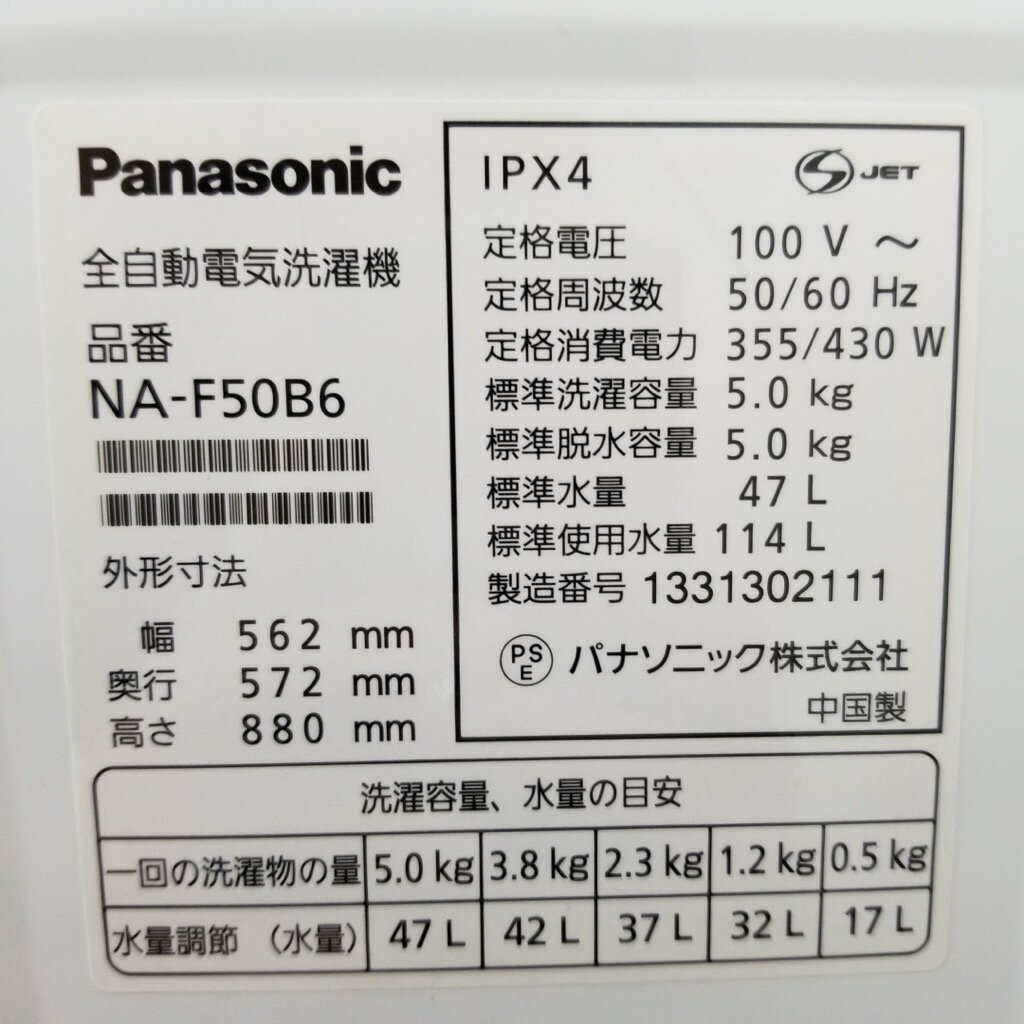 Panasonic
全自動電気洗濯機
品番
NA-F50B6
外形寸法
幅 562 mm
奥行 572 mm
高さ 880 mm
IPX4 S JET
定格電圧 100 V ～
定格周波数 50/60 Hz
定格消費電力 355/430 W
標準洗濯容量 5.0 kg
標準脱水容量 5.0 kg
標準水量 47 L
標準使用水量 114 L
製造番号 1331302111
PS E パナソニック株式会社
中国製
洗濯容量、水量の目安
一回の洗濯物の量 5.0 kg 3.8 kg 2.3 kg 1.2 kg 0.5 kg
水量調節 (水量) 47 L 42 L 37 L 32 L 17 L